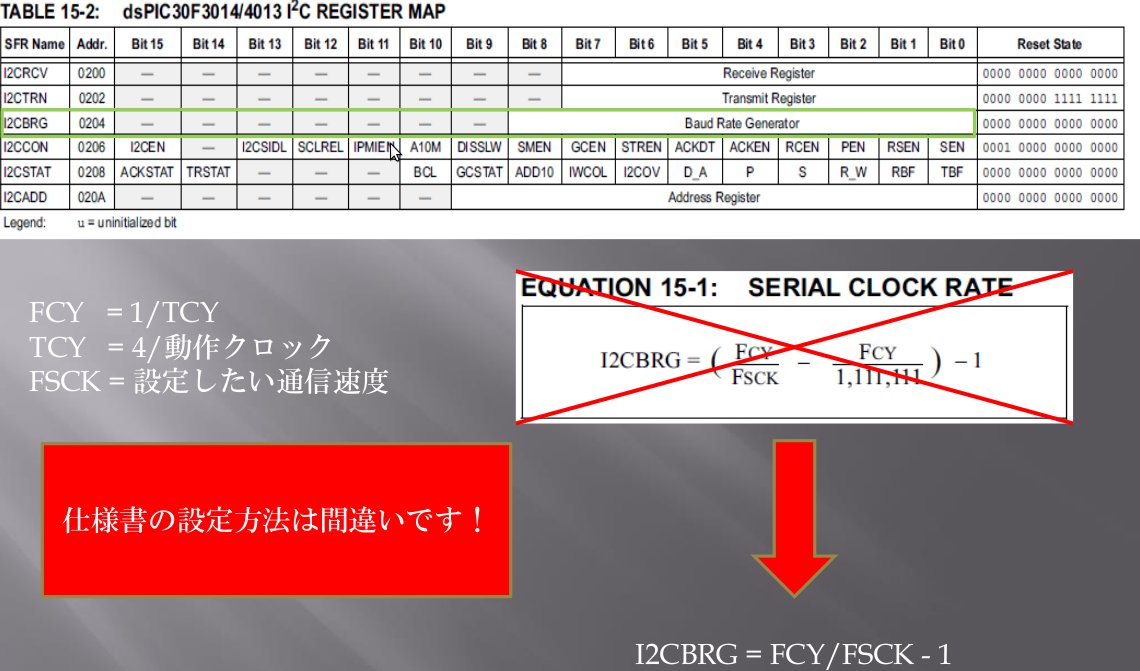 TABLE 15-2: dsPIC30F3014/4013 I²C REGISTER MAP
SFR Name Addr. Bit 15 Bit 14 Bit 13 Bit 12 Bit 11 Bit 10 Bit 9 Bit 8 Bit 7 Bit 6 Bit 5 Bit 4 Bit 3 Bit 2 Bit 1 Bit 0 Reset State
I2CRCV 0200 — — — — — — — — Receive Register 0000 0000 0000 0000
I2CTRN 0202 — — — — — — — — Transmit Register 0000 0000 1111 1111
I2CBRG 0204 — — — — — — — Baud Rate Generator 0000 0000 0000 0000
I2CCON 0206 I2CEN — I2CSIDL SCLREL IPMIEN A10M DISSLW SMEN GCEN STREN ACKDT ACKEN RCEN PEN RSEN SEN 0001 0000 0000 0000
I2CSTAT 0208 ACKSTAT TRSTAT — — — BCL GCSTAT ADD10 IWCOL I2COV D_A P S R_W RBF TBF 0000 0000 0000 0000
I2CADD 020A — — — — — — Address Register 0000 0000 0000 0000
Legend: u = uninitialized bit
FCY = 1/TCY
TCY = 4/動作クロック
FSCK = 設定したい通信速度
EQUATION 15-1: SERIAL CLOCK RATE
I2CBRG = ( FCY/FSCK − FCY/1,111,111 ) − 1
仕様書の設定方法は間違いです！
I2CBRG = FCY/FSCK - 1